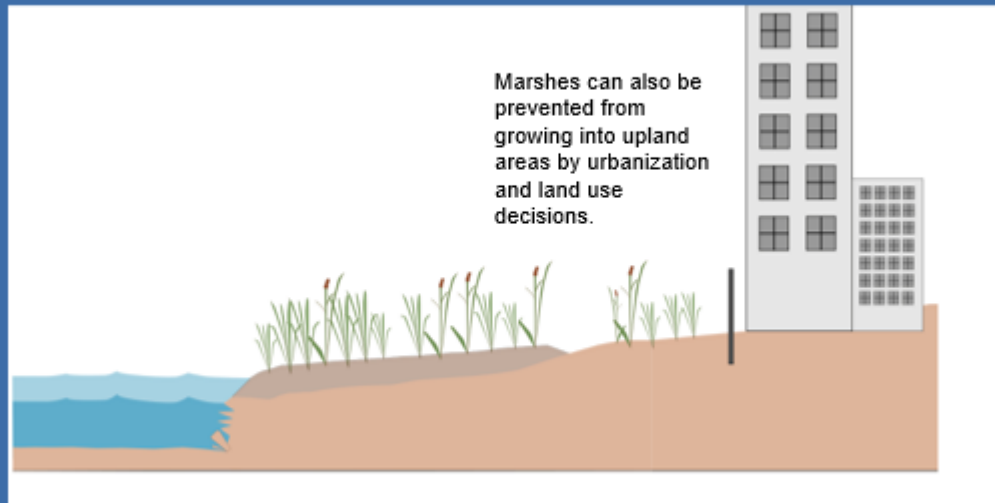 Marshes can also be
prevented from
growing into upland
areas by urbanization
and land use
decisions.